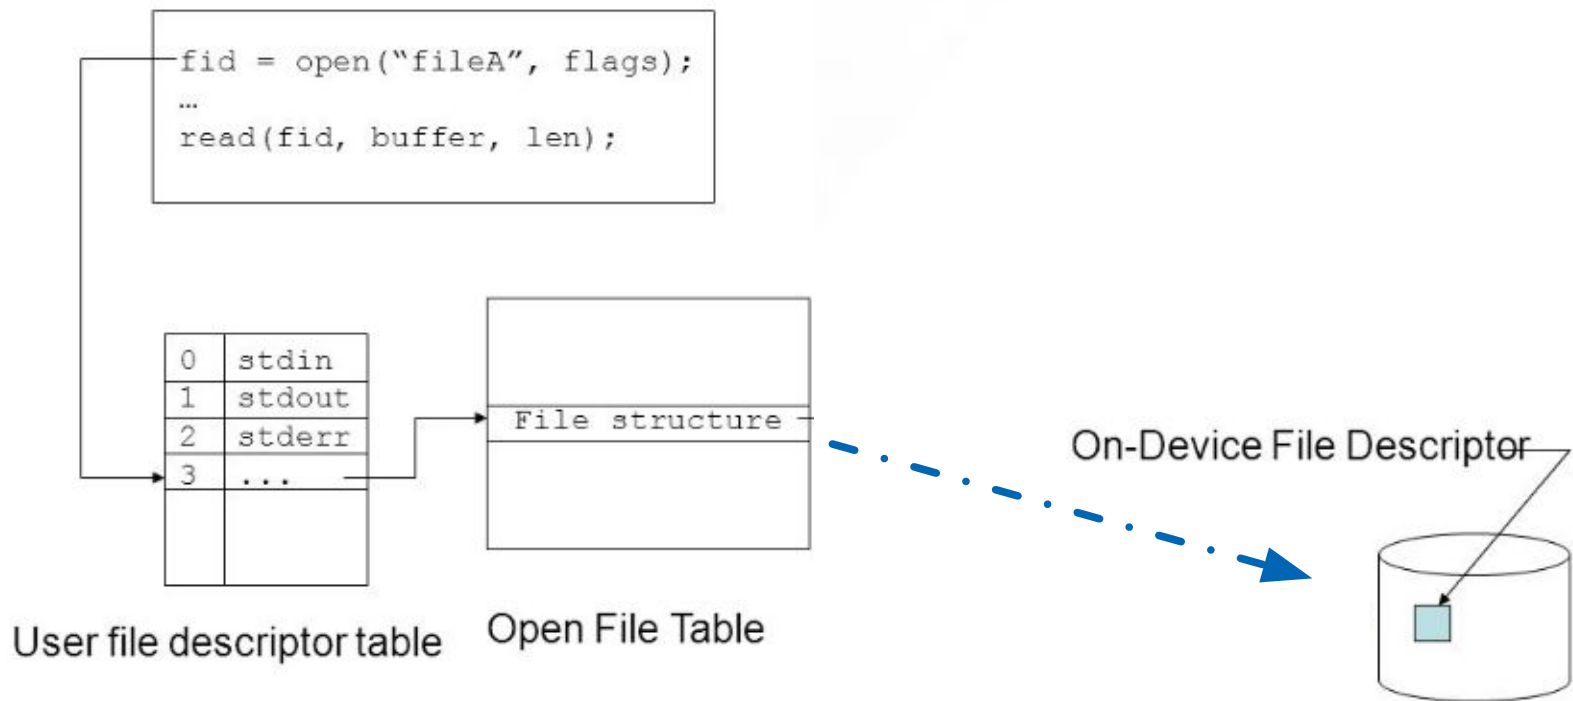 fid = open(“fileA”, flags);
…
read(fid, buffer, len);
0 stdin
1 stdout
2 stderr
3 ...
File structure
On-Device File Descriptor
User file descriptor table
Open File Table